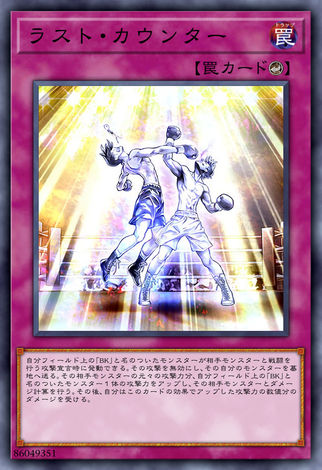 ラスト・カウンター
トラップ
罠
【罠カード】
自分フィールド上の「BK」と名のついたモンスターが相手モンスターと戦闘を
行う攻撃宣言時に発動できる。その攻撃を無効にし、その自分のモンスターを墓
地へ送る。その相手モンスターの元々の攻撃力分、自分フィールド上の「BK」と
名のついたモンスター1体の攻撃力をアップし、その相手モンスターとダメー
ジ計算を行う。その後、自分はこのカードの効果でアップした攻撃力の数値分の
ダメージを受ける。
86049351